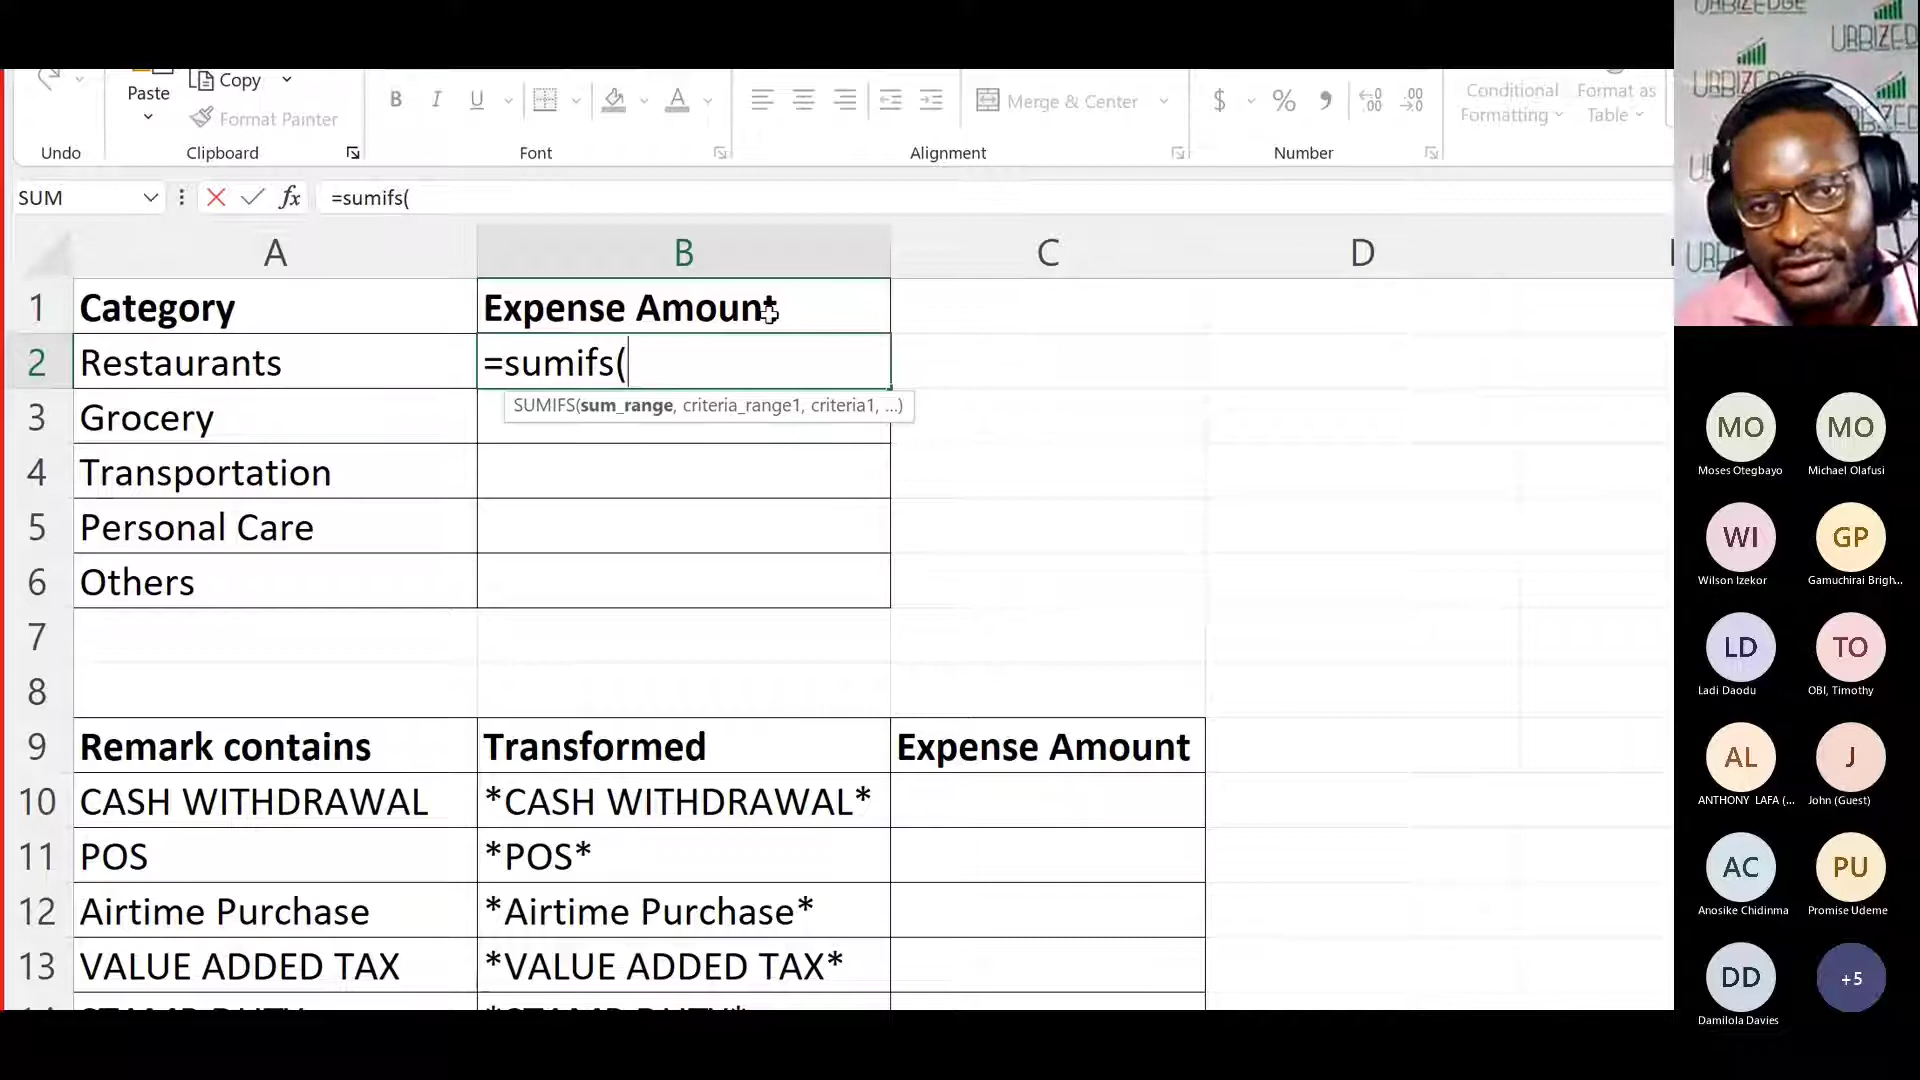 URBIZEDGE
URBIZED
URBIZEDGE
Copy
Paste
Format Painter
B I U
Merge & Center
$ % ,
Conditional Formatting
Format as Table
Undo
Clipboard
Font
Alignment
Number
SUM
fx
=sumifs(
A B C D
1 Category Expense Amount
2 Restaurants =sumifs(
SUMIFS(sum_range, criteria_range1, criteria1, ...)
3 Grocery
4 Transportation
5 Personal Care
6 Others
7
8
9 Remark contains Transformed Expense Amount
10 CASH WITHDRAWAL *CASH WITHDRAWAL*
11 POS *POS*
12 Airtime Purchase *Airtime Purchase*
13 VALUE ADDED TAX *VALUE ADDED TAX*
MO MO
Moses Otegbayo Michael Olafusi
WI GP
Wilson Izekor Gamuchirai Brigh...
LD TO
Ladi Daodu OBI, Timothy
AL J
ANTHONY LAFA (... John (Guest)
AC PU
Anosike Chidinma Promise Udeme
DD +5
Damilola Davies